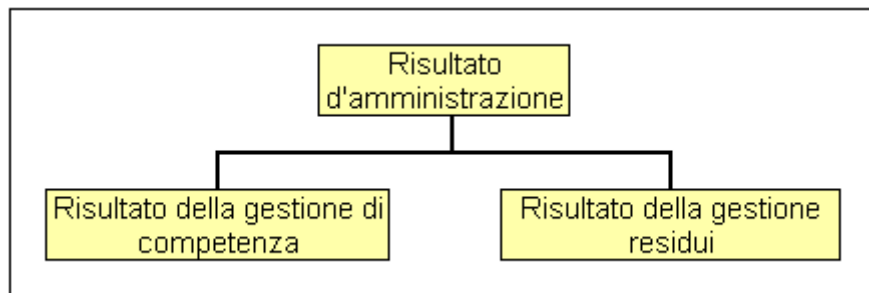 Risultato
d'amministrazione
Risultato della gestione di
competenza
Risultato della gestione
residui